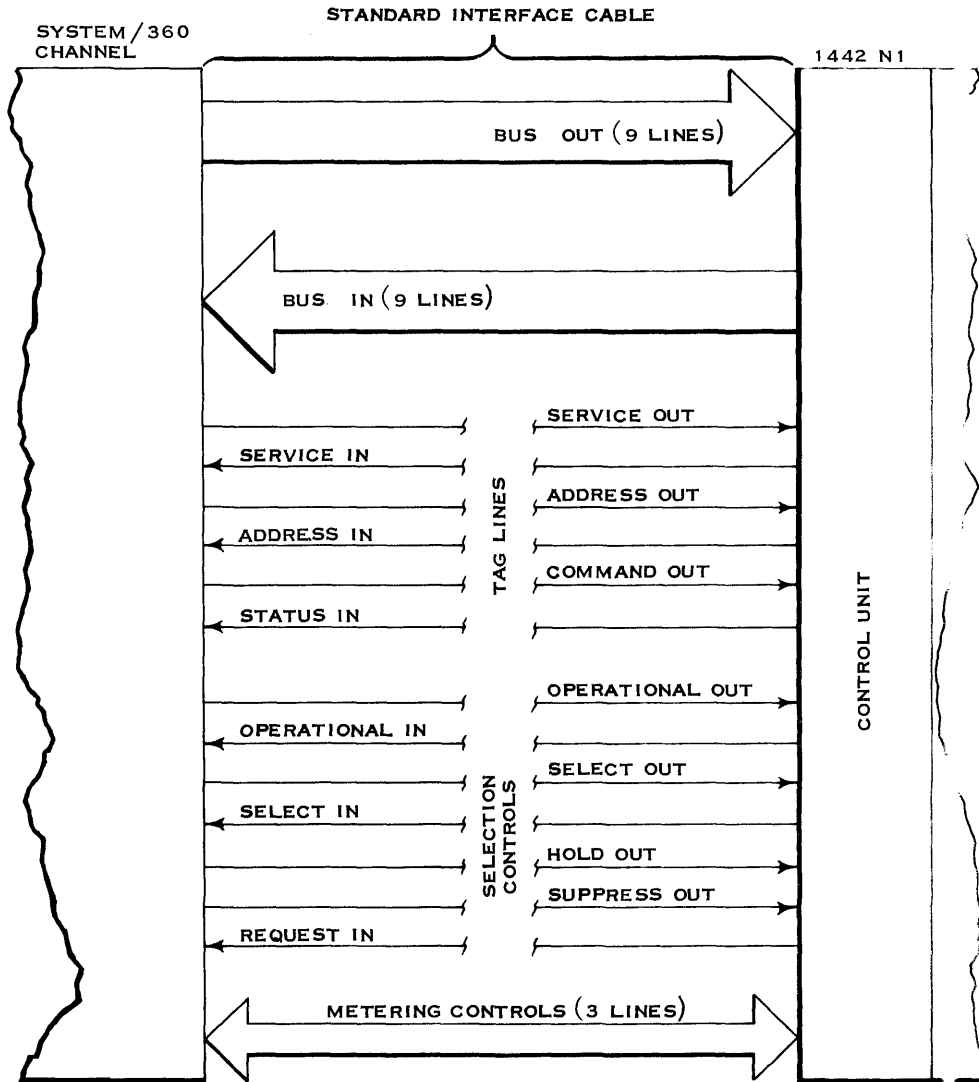 STANDARD INTERFACE CABLE
SYSTEM/360
CHANNEL
1442 N1
BUS OUT (9 LINES)
BUS IN (9 LINES)
SERVICE OUT
SERVICE IN
ADDRESS OUT
ADDRESS IN
COMMAND OUT
STATUS IN
TAG LINES
OPERATIONAL OUT
OPERATIONAL IN
SELECT OUT
SELECT IN
HOLD OUT
SUPPRESS OUT
REQUEST IN
SELECTION
CONTROLS
CONTROL UNIT
METERING CONTROLS (3 LINES)